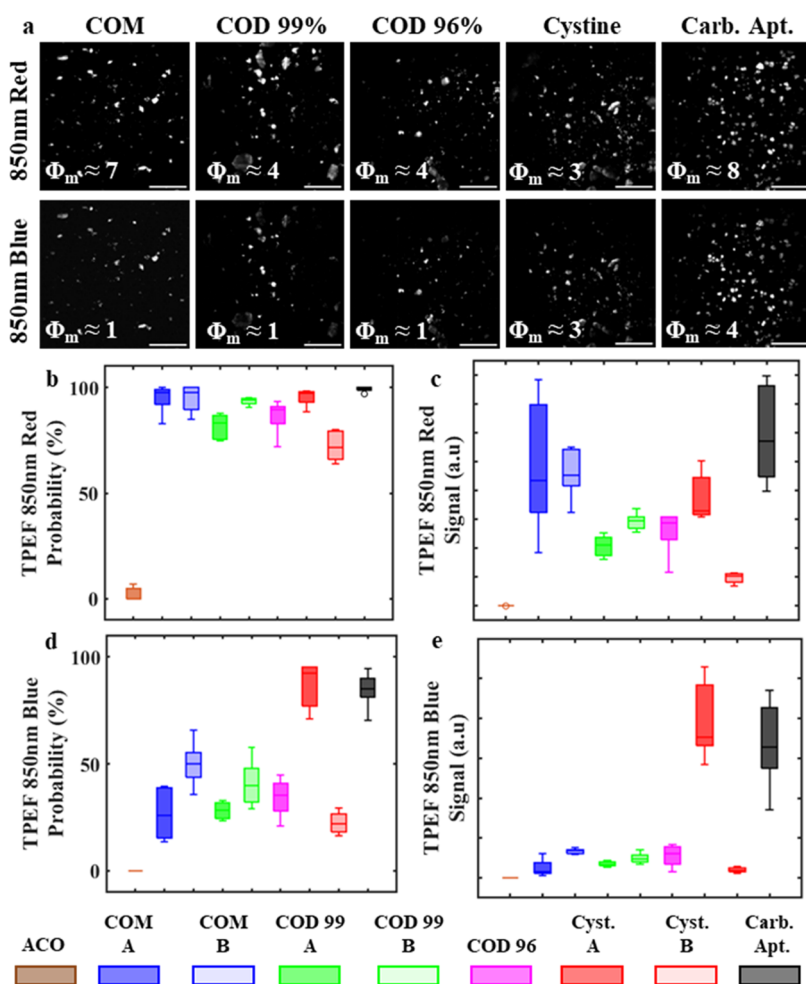 a COM COD 99% COD 96% Cystine Carb. Apt.
850nm Red
Φm ≈ 7 Φm ≈ 4 Φm ≈ 4 Φm ≈ 3 Φm ≈ 8
850nm Blue
Φm ≈ 1 Φm ≈ 1 Φm ≈ 1 Φm ≈ 3 Φm ≈ 4
b
TPEF 850nm Red
Probability (%)
100
50
0
c
TPEF 850nm Red
Signal (a.u)
d
TPEF 850nm Blue
Probability (%)
100
50
0
e
TPEF 850nm Blue
Signal (a.u)
COM COM COD 99 COD 99 Cyst. Cyst. Carb.
ACO A B A B COD 96 A B Apt.